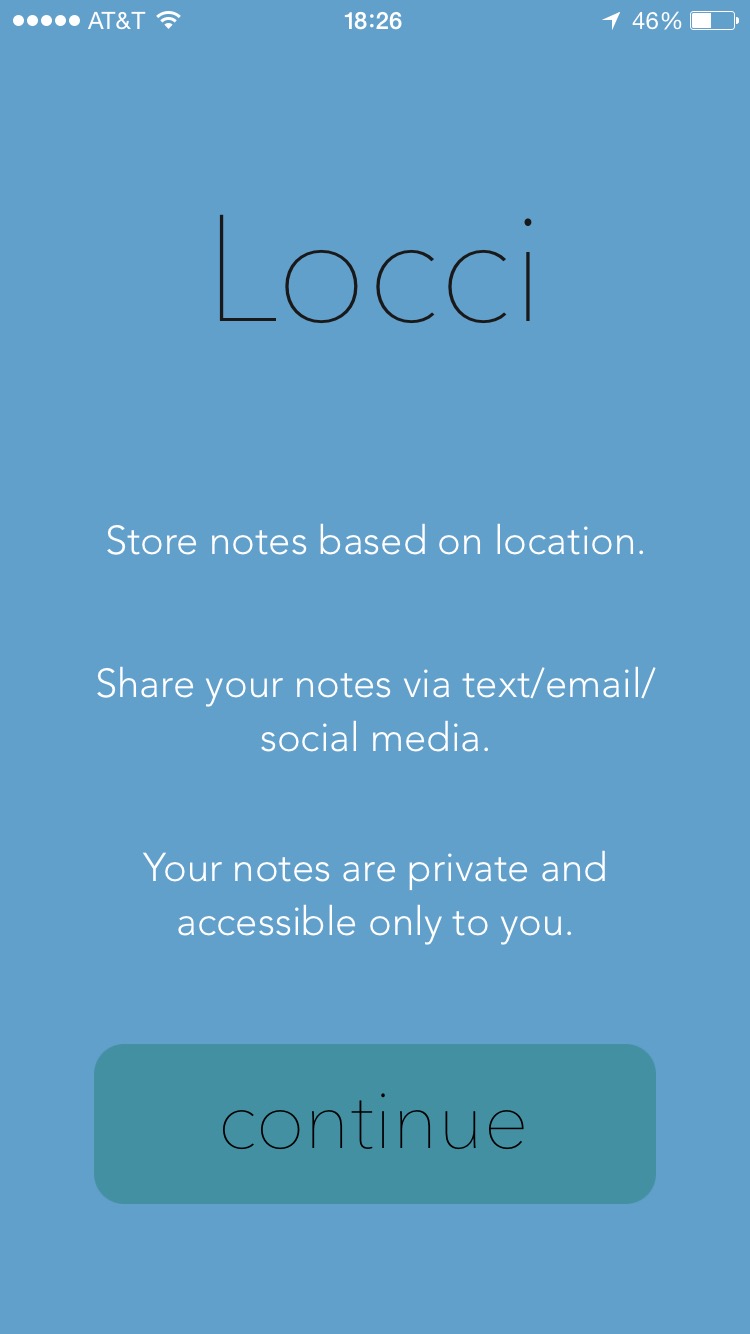 AT&T 18:26 46%
Locci
Store notes based on location.
Share your notes via text/email/
social media.
Your notes are private and
accessible only to you.
continue